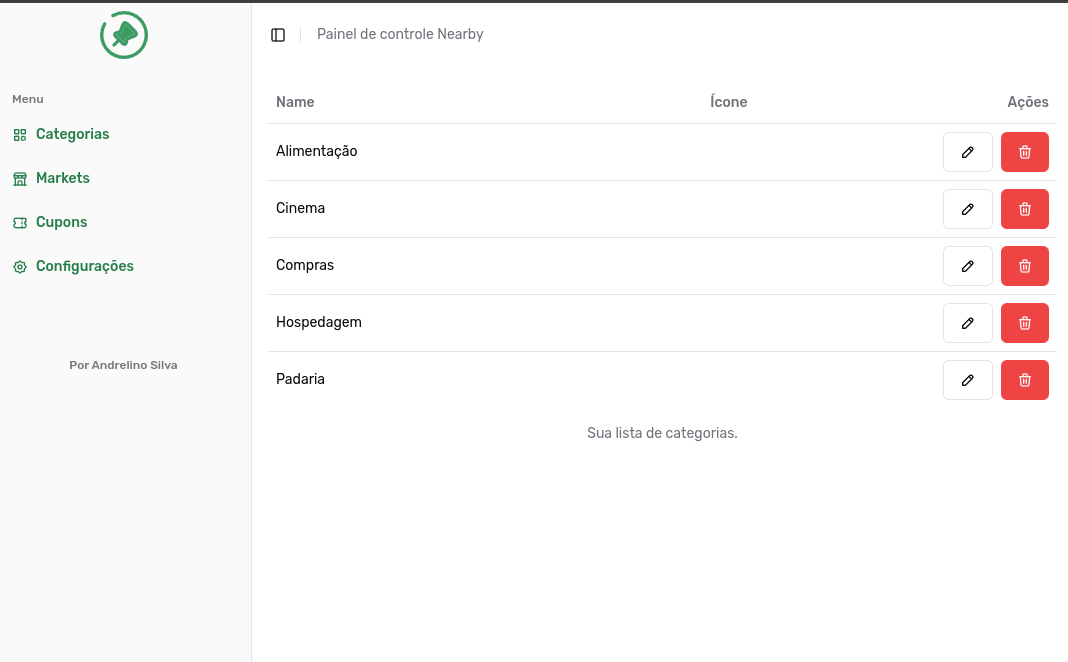 Painel de controle Nearby
Menu
Categorias
Markets
Cupons
Configurações
Por Andrelino Silva
Name Ícone Ações
Alimentação
Cinema
Compras
Hospedagem
Padaria
Sua lista de categorias.